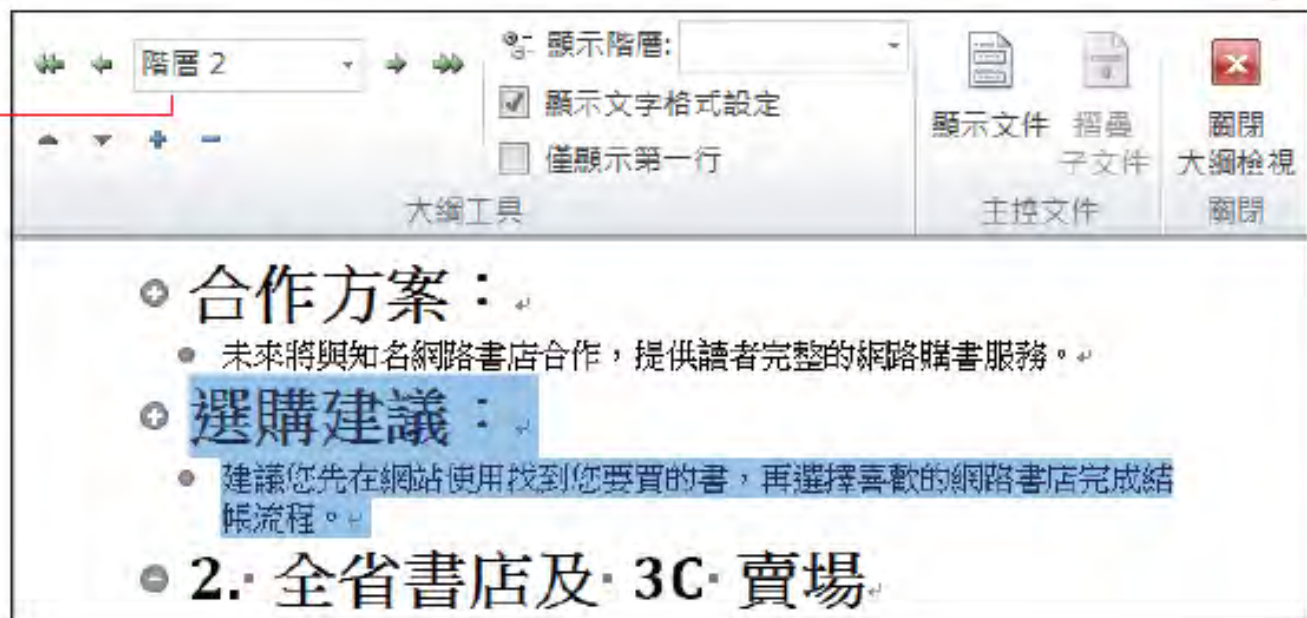 階層 2
顯示階層:
顯示文字格式設定
僅顯示第一行
大綱工具
顯示文件
摺疊
子文件
主控文件
關閉
大綱檢視
關閉
合作方案：
未來將與知名網路書店合作，提供讀者完整的網路購書服務。
選購建議：
建議您先在網站使用找到您要買的書，再選擇喜歡的網路書店完成結
帳流程。
2. 全省書店及 3C 賣場